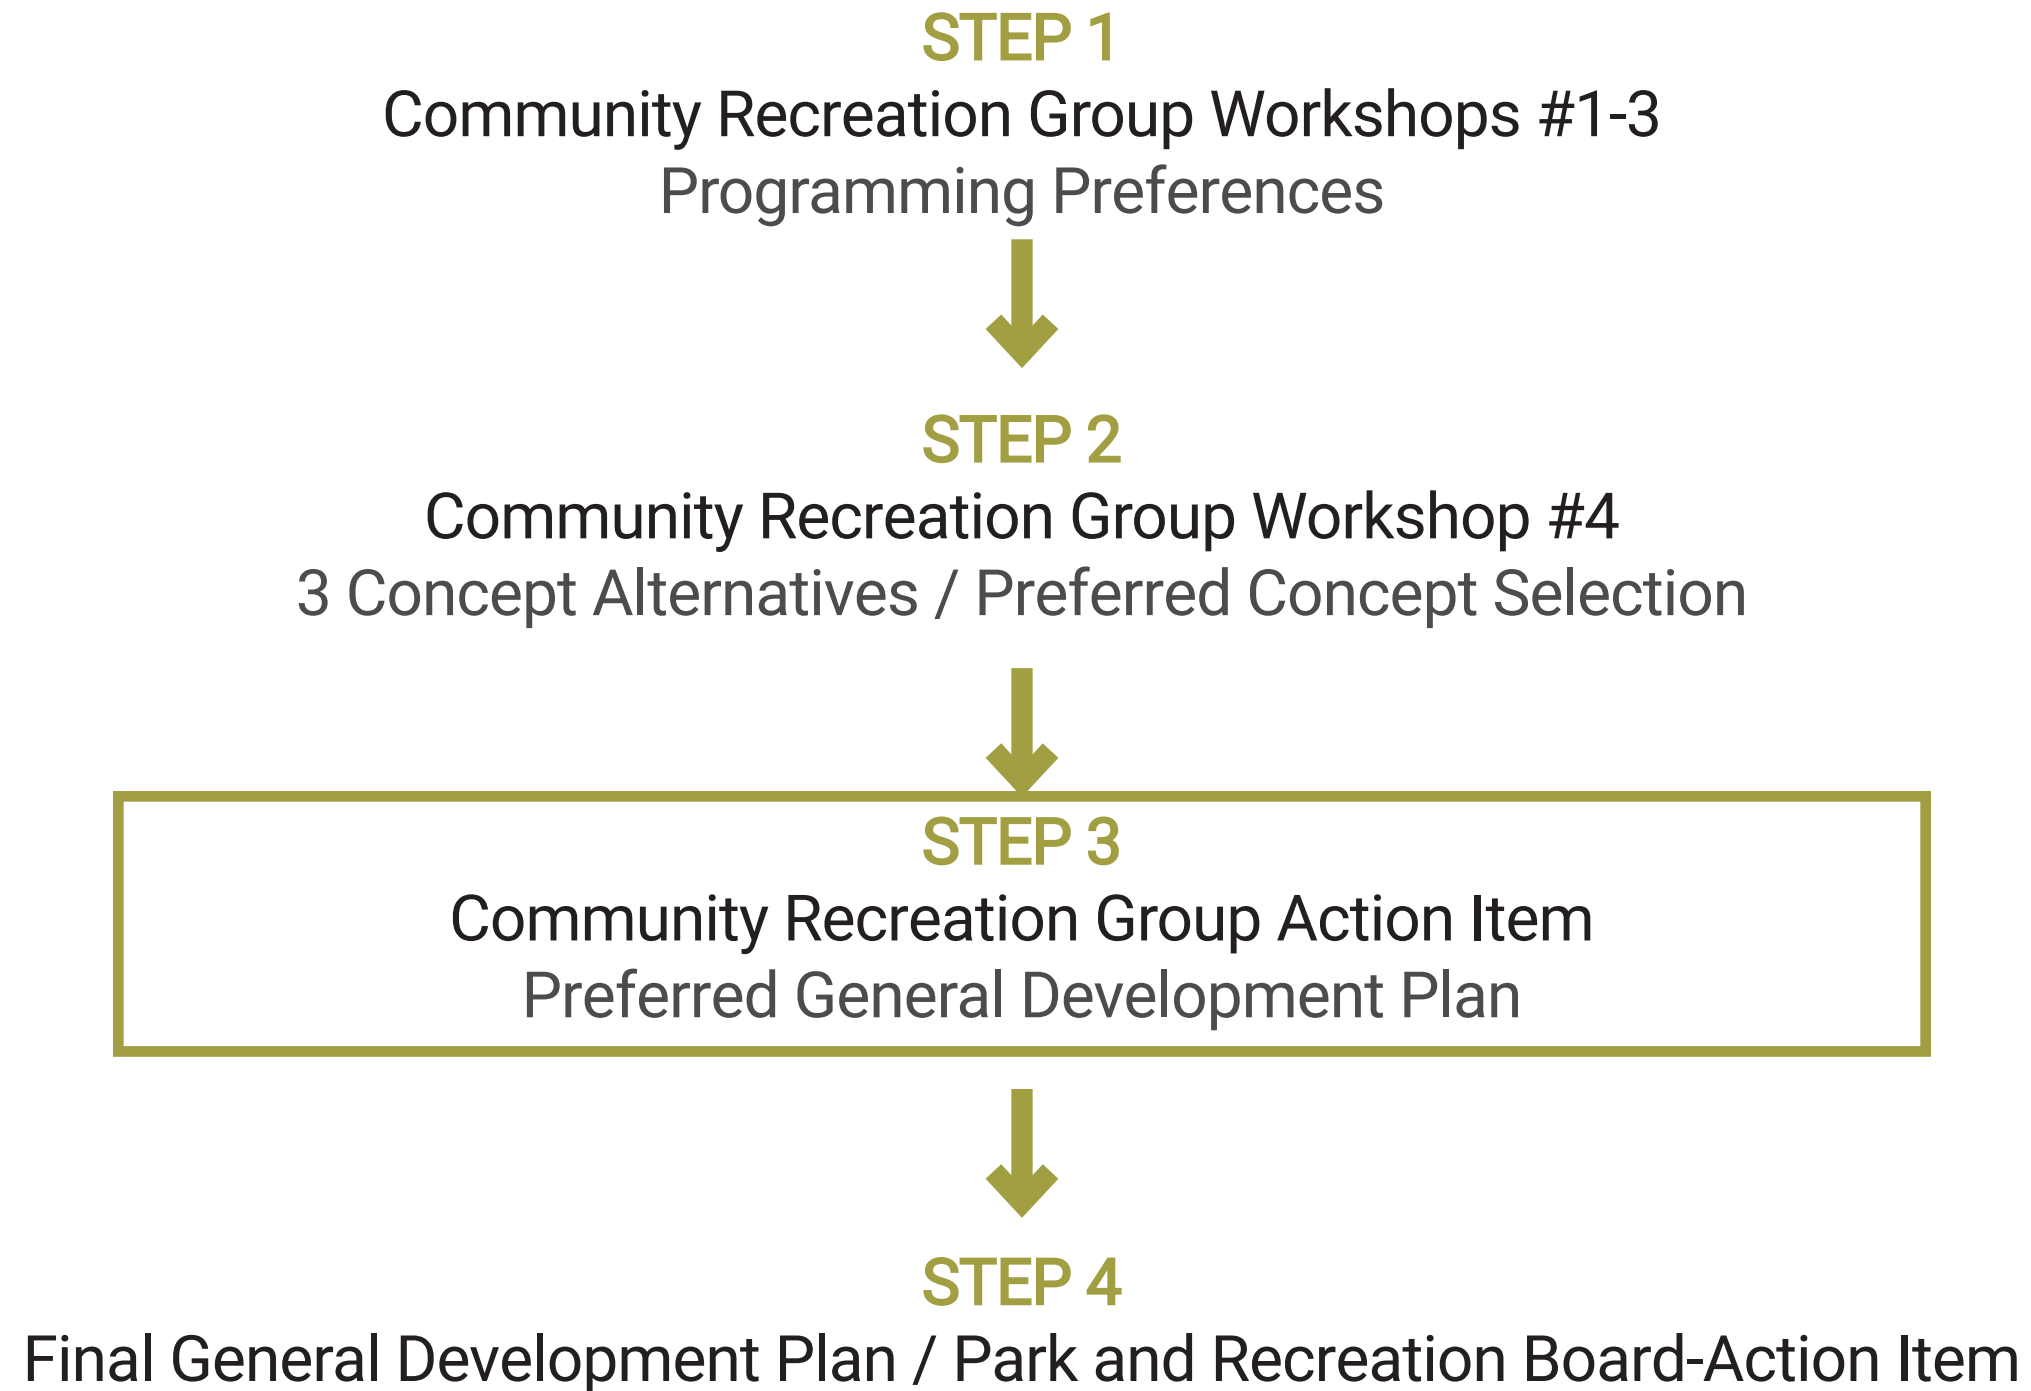 STEP 1
Community Recreation Group Workshops #1-3
Programming Preferences
STEP 2
Community Recreation Group Workshop #4
3 Concept Alternatives / Preferred Concept Selection
STEP 3
Community Recreation Group Action Item
Preferred General Development Plan
STEP 4
Final General Development Plan / Park and Recreation Board-Action Item